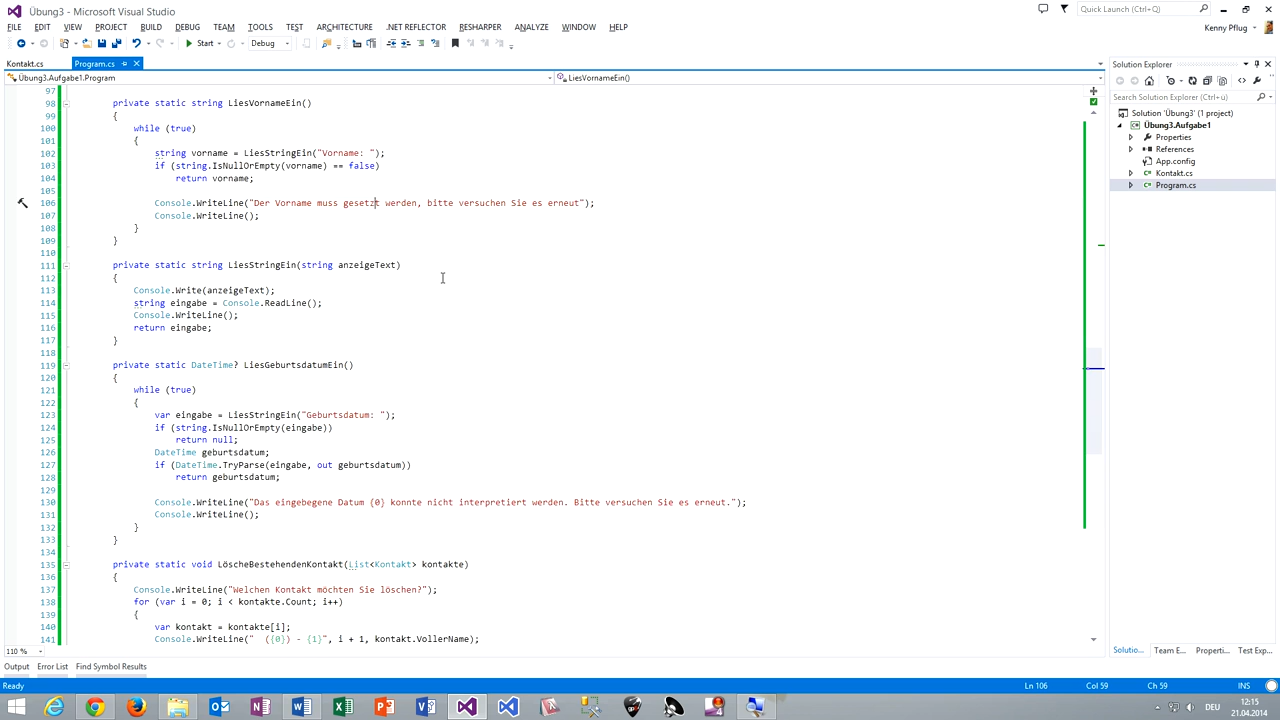 Übung3 - Microsoft Visual Studio
Quick Launch (Ctrl+Q)
FILE EDIT VIEW PROJECT BUILD DEBUG TEAM TOOLS TEST ARCHITECTURE .NET REFLECTOR RESHARPER ANALYZE WINDOW HELP
Kenny Pflug
Start Debug
Kontakt.cs Program.cs
Solution Explorer
Übung3.Aufgabe1.Program LiesVornameEin()
Search Solution Explorer (Ctrl+ü)
Solution 'Übung3' (1 project)
Übung3.Aufgabe1
Properties
References
App.config
Kontakt.cs
Program.cs
97
98 private static string LiesVornameEin()
99 {
100 while (true)
101 {
102 string vorname = LiesStringEin("Vorname: ");
103 if (string.IsNullOrEmpty(vorname) == false)
104 return vorname;
105
106 Console.WriteLine("Der Vorname muss gesetzt werden, bitte versuchen Sie es erneut");
107 Console.WriteLine();
108 }
109 }
110
111 private static string LiesStringEin(string anzeigeText)
112 {
113 Console.Write(anzeigeText);
114 string eingabe = Console.ReadLine();
115 Console.WriteLine();
116 return eingabe;
117 }
118
119 private static DateTime? LiesGeburtsdatumEin()
120 {
121 while (true)
122 {
123 var eingabe = LiesStringEin("Geburtsdatum: ");
124 if (string.IsNullOrEmpty(eingabe))
125 return null;
126 DateTime geburtsdatum;
127 if (DateTime.TryParse(eingabe, out geburtsdatum))
128 return geburtsdatum;
129
130 Console.WriteLine("Das eingebegene Datum {0} konnte nicht interpretiert werden. Bitte versuchen Sie es erneut.");
131 Console.WriteLine();
132 }
133 }
134
135 private static void LöscheBestehendenKontakt(List<Kontakt> kontakte)
136 {
137 Console.WriteLine("Welchen Kontakt möchten Sie löschen?");
138 for (var i = 0; i < kontakte.Count; i++)
139 {
140 var kontakt = kontakte[i];
141 Console.WriteLine("  ({0}) - {1}", i + 1, kontakt.VollerName);
110 %
Solutio... Team E... Properti... Test Exp...
Output Error List Find Symbol Results
Ready Ln 106 Col 59 Ch 59 INS
DEU
12:15
21.04.2014